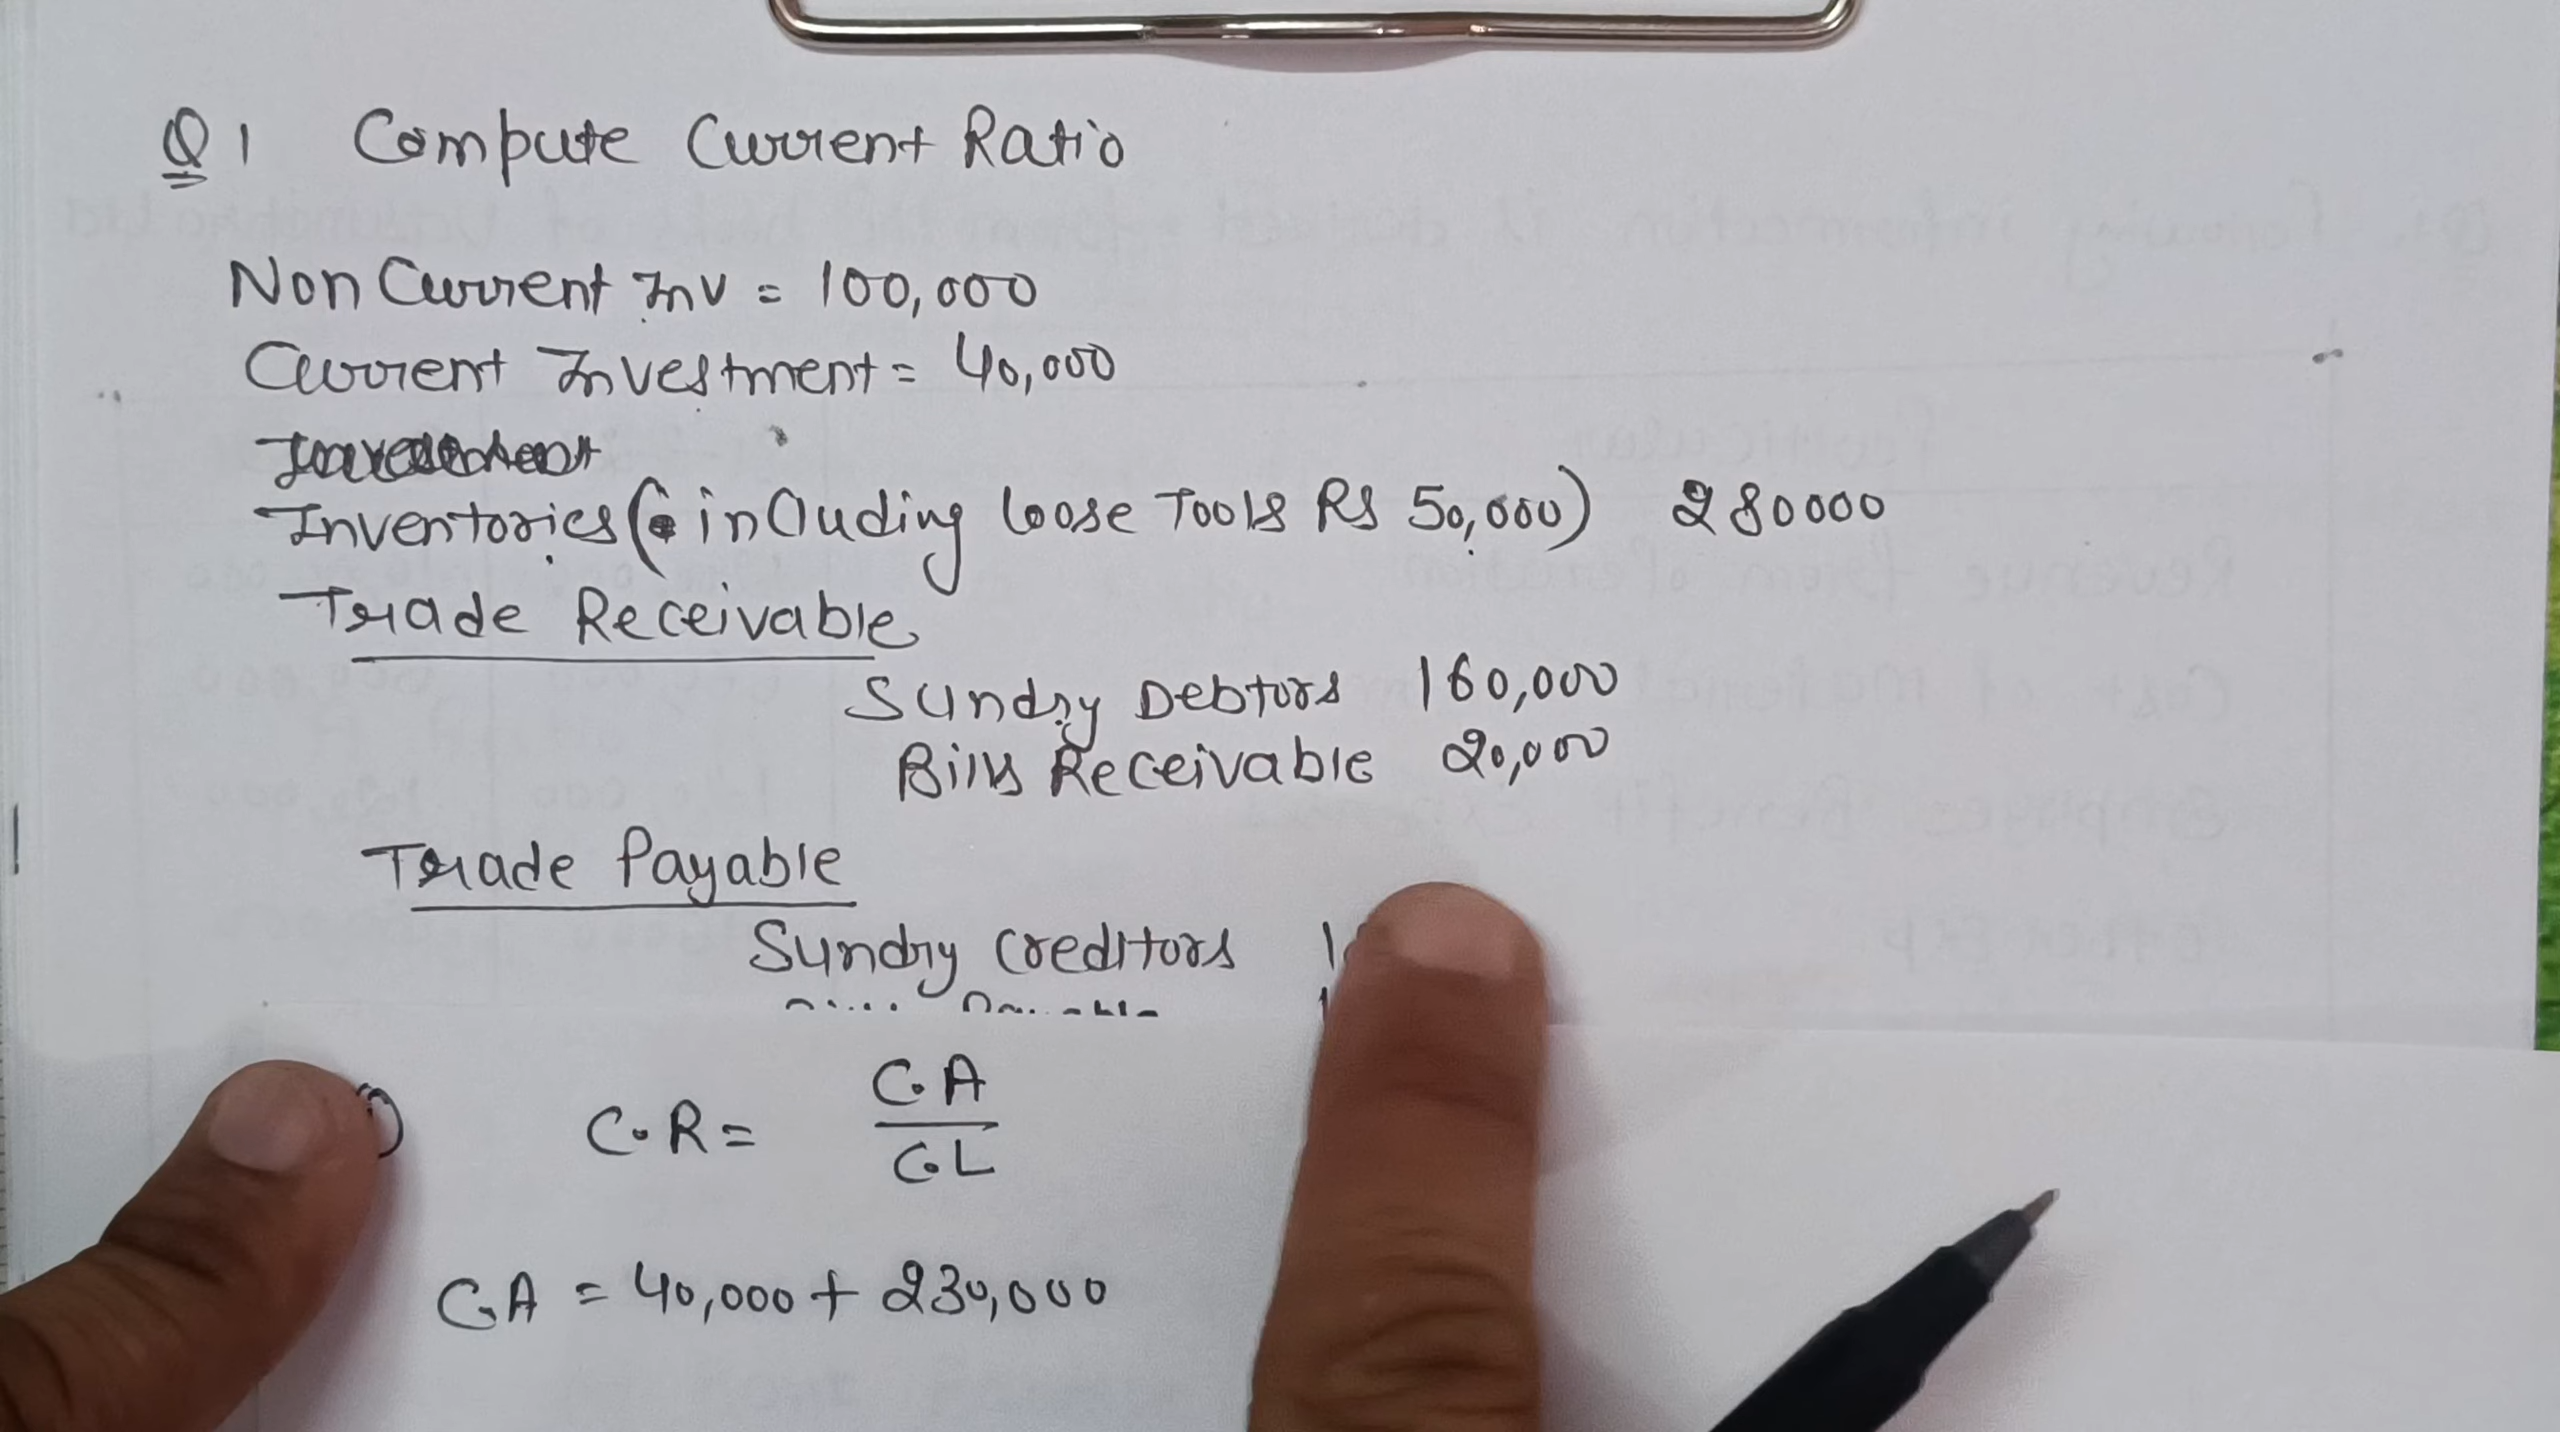 Q1 Compute Current Ratio
Non Current Inv = 100,000
Current Investment = 40,000
Inventories (including loose Tools Rs 50,000) 280000
Trade Receivable
Sundry Debtors 160,000
Bills Receivable 20,000
Trade Payable
Sundry Creditors
C.R = C.A
C.L
CA = 40,000 + 230,000